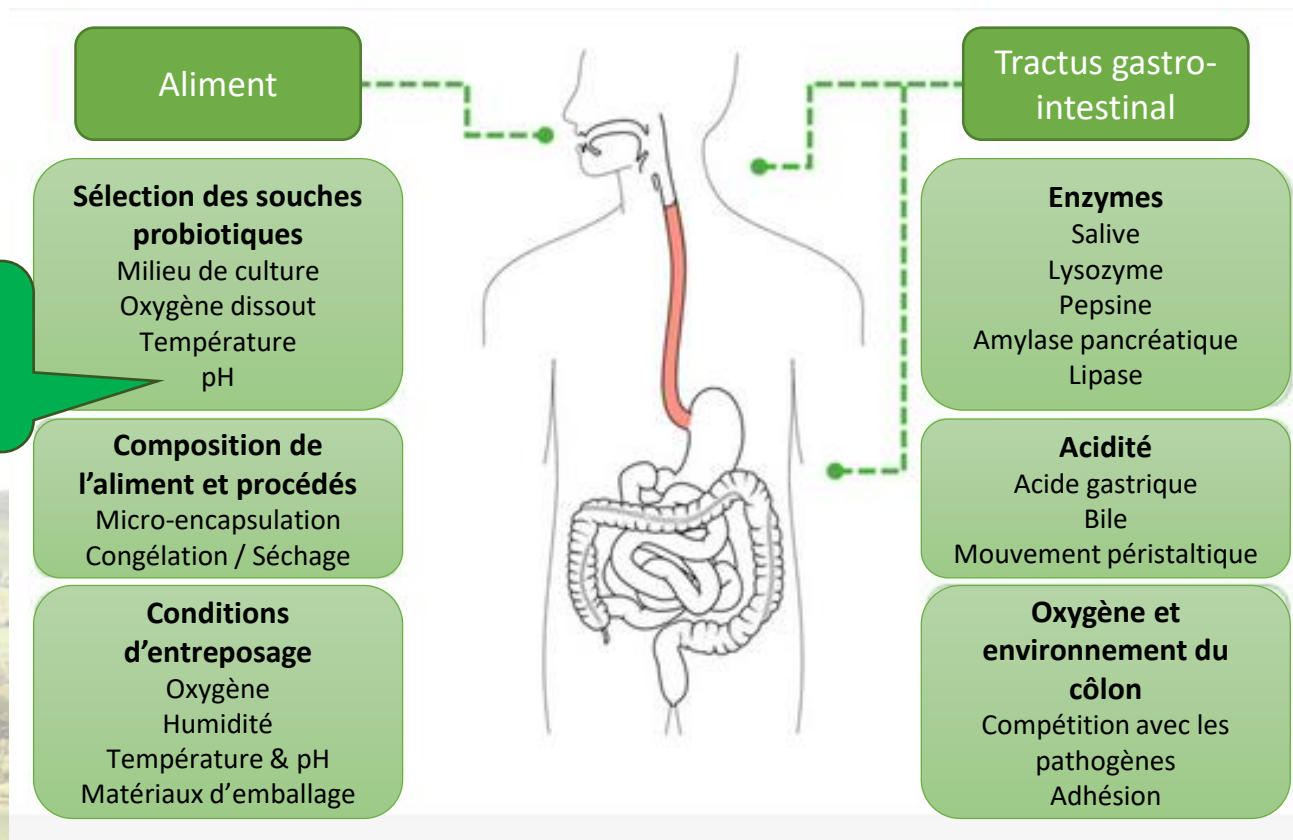 Aliment
Sélection des souches
probiotiques
Milieu de culture
Oxygène dissout
Température
pH
Composition de
l'aliment et procédés
Micro-encapsulation
Congélation / Séchage
Conditions
d'entreposage
Oxygène
Humidité
Température & pH
Matériaux d'emballage
Tractus gastro-
intestinal
Enzymes
Salive
Lysozyme
Pepsine
Amylase pancréatique
Lipase
Acidité
Acide gastrique
Bile
Mouvement péristaltique
Oxygène et
environnement du
côlon
Compétition avec les
pathogènes
Adhésion